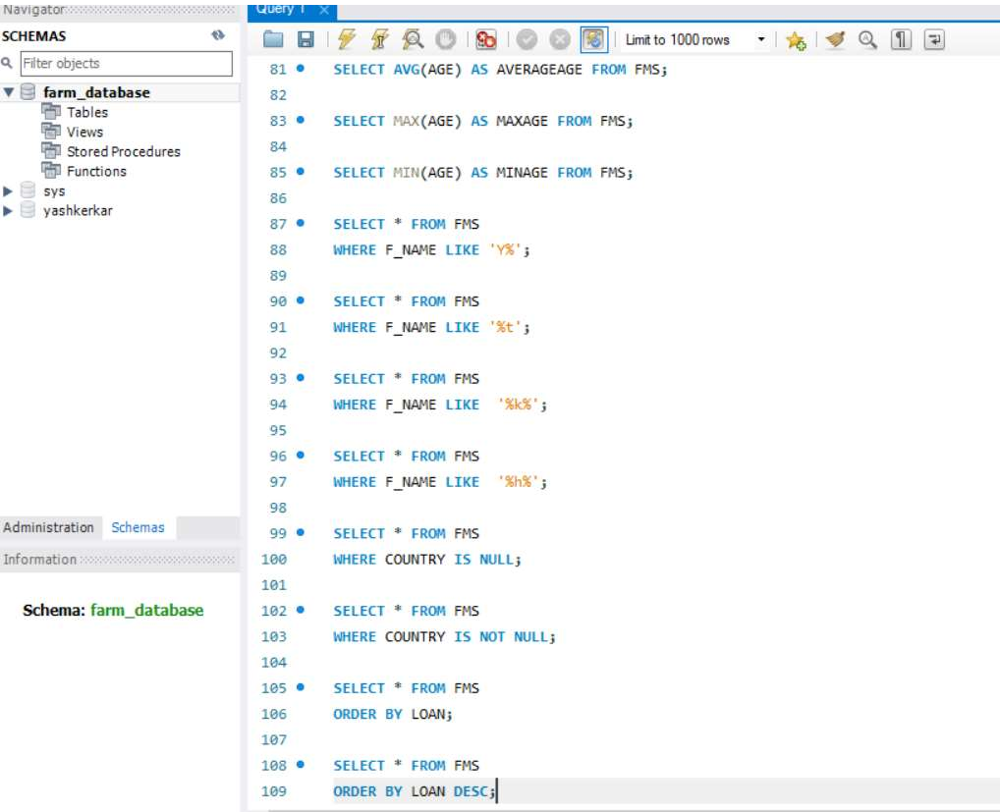 Navigator
SCHEMAS
Filter objects
farm_database
Tables
Views
Stored Procedures
Functions
sys
yashkerkar
Administration Schemas
Information
Schema: farm_database
Query 1
Limit to 1000 rows
81 SELECT AVG(AGE) AS AVERAGEAGE FROM FMS;
82
83 SELECT MAX(AGE) AS MAXAGE FROM FMS;
84
85 SELECT MIN(AGE) AS MINAGE FROM FMS;
86
87 SELECT * FROM FMS
88 WHERE F_NAME LIKE 'Y%';
89
90 SELECT * FROM FMS
91 WHERE F_NAME LIKE '%t';
92
93 SELECT * FROM FMS
94 WHERE F_NAME LIKE  '%k%';
95
96 SELECT * FROM FMS
97 WHERE F_NAME LIKE  '%h%';
98
99 SELECT * FROM FMS
100 WHERE COUNTRY IS NULL;
101
102 SELECT * FROM FMS
103 WHERE COUNTRY IS NOT NULL;
104
105 SELECT * FROM FMS
106 ORDER BY LOAN;
107
108 SELECT * FROM FMS
109 ORDER BY LOAN DESC;